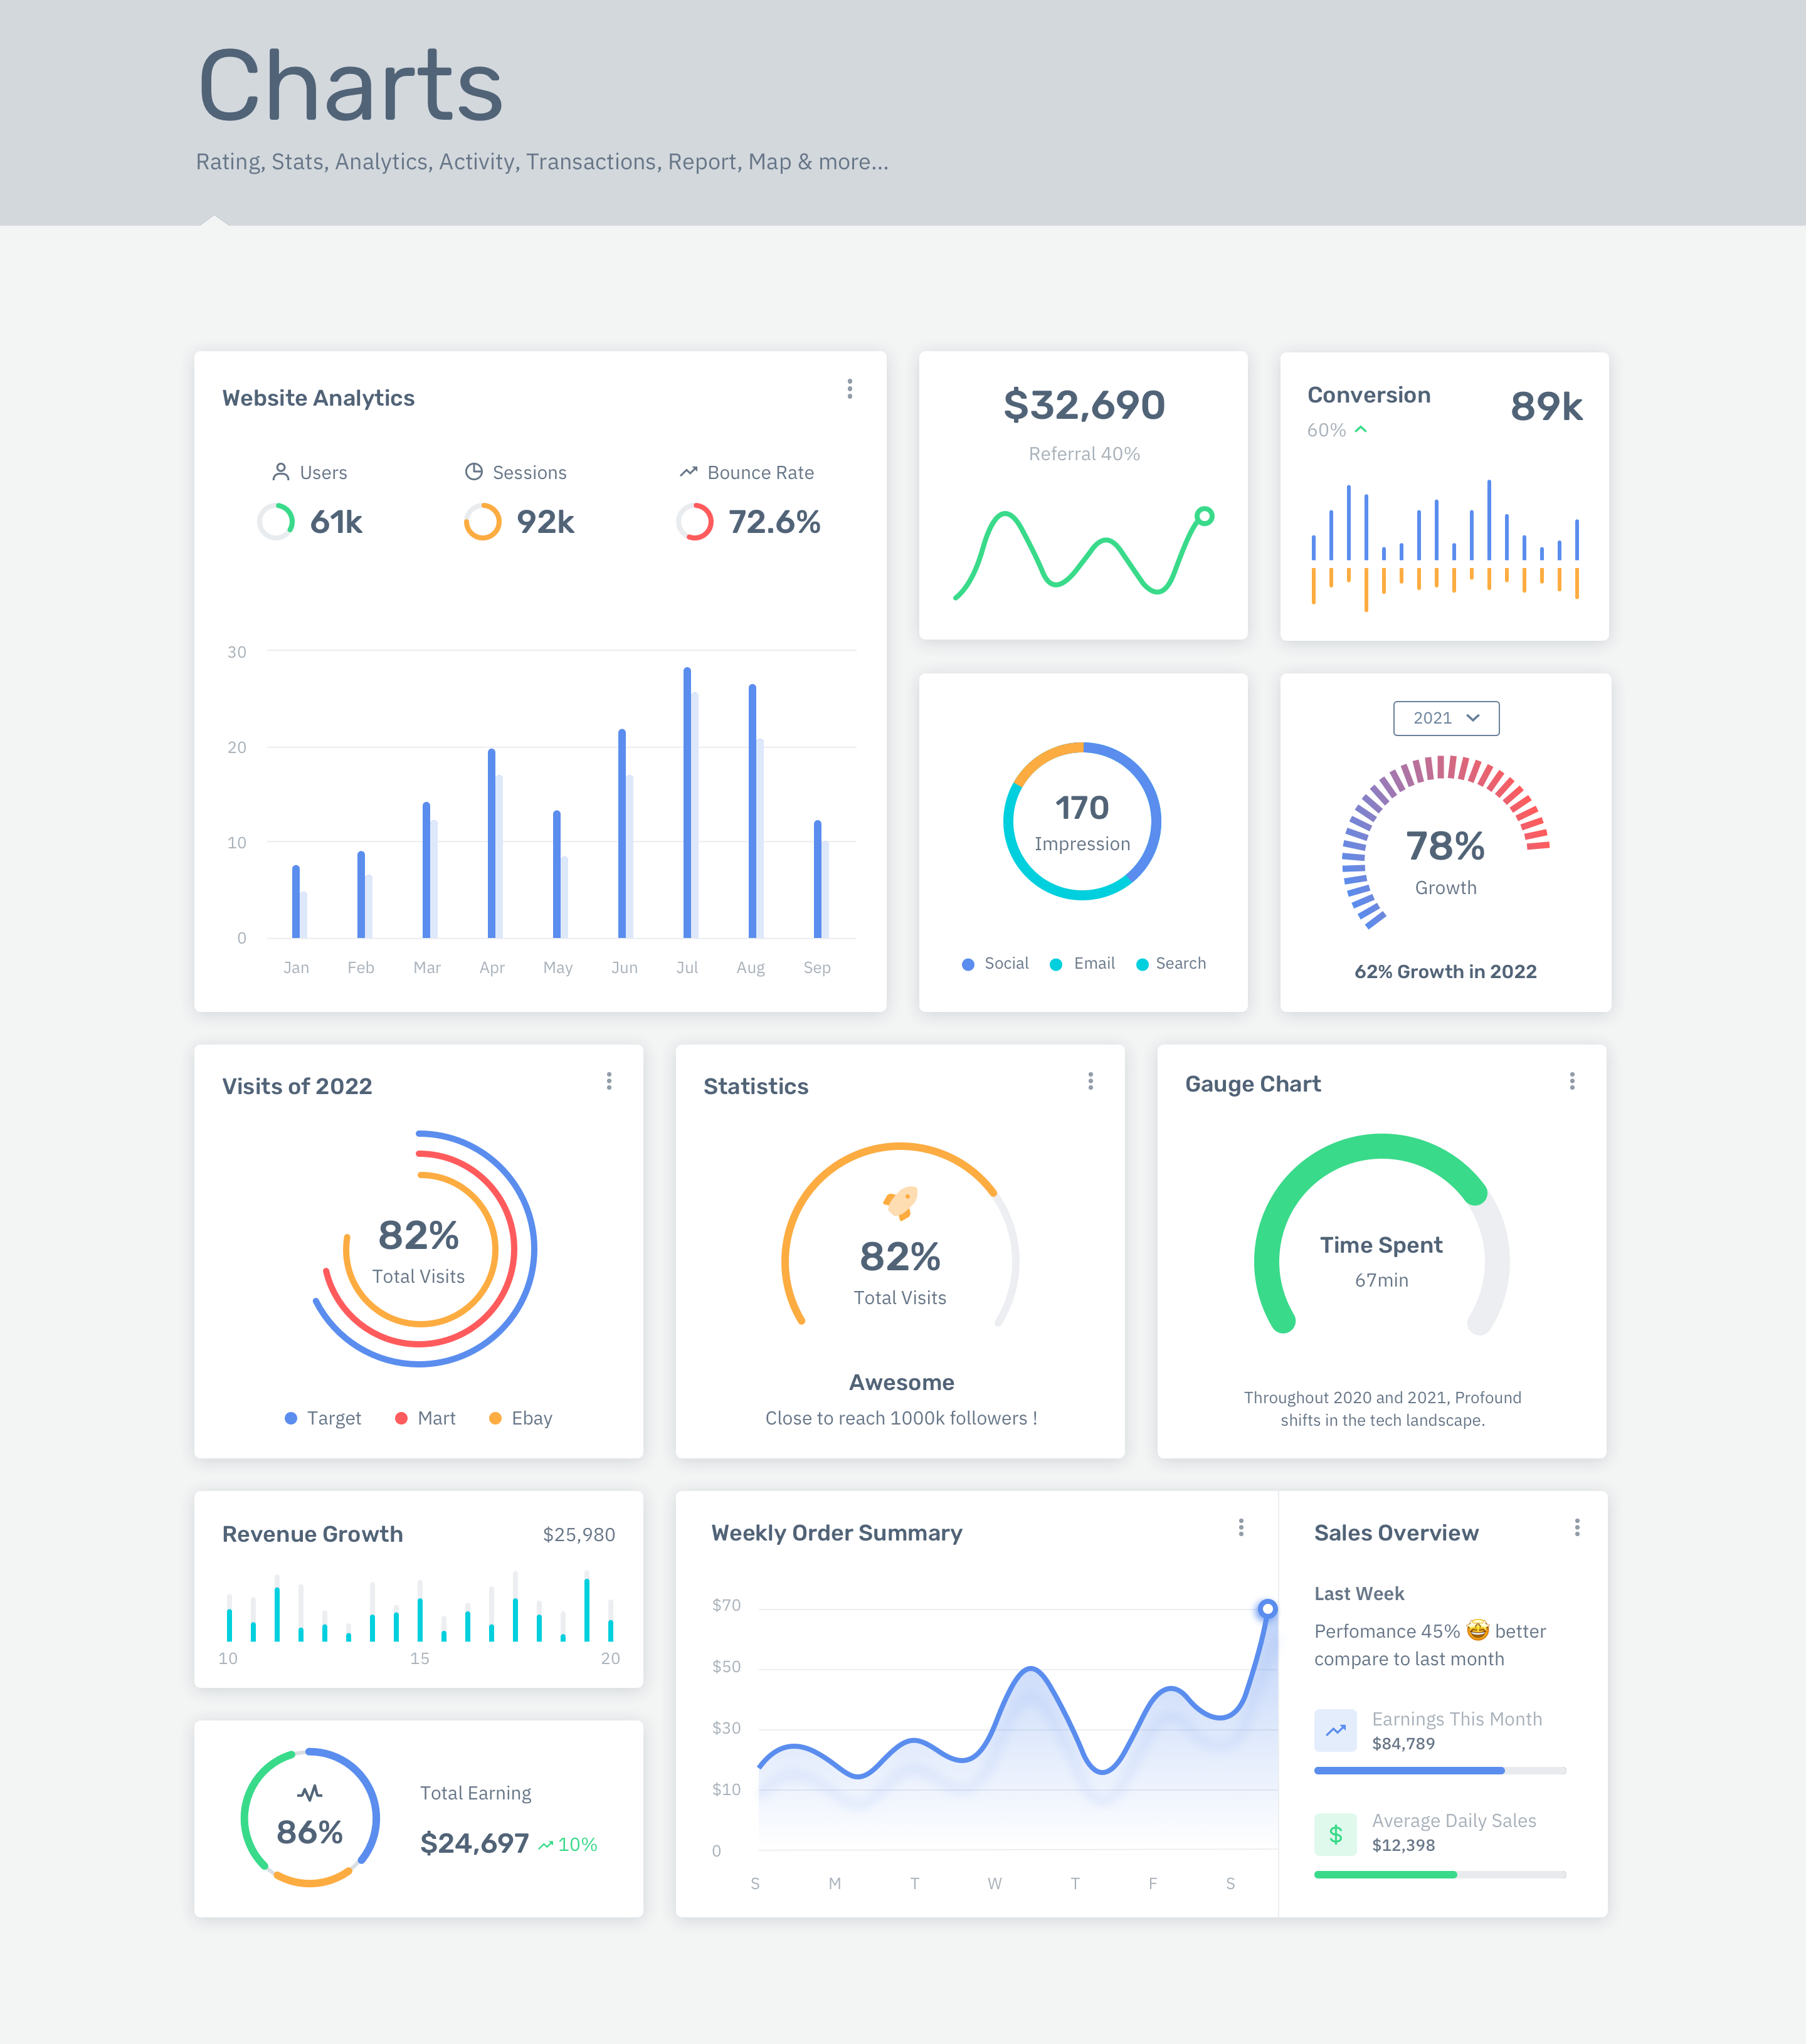 Charts
Rating, Stats, Analytics, Activity, Transactions, Report, Map & more...
Website Analytics
Users
Sessions
Bounce Rate
61k
92k
72.6%
30
20
10
0
Jan Feb Mar Apr May Jun Jul Aug Sep
$32,690
Referral 40%
Conversion
60%
89k
170
Impression
Social Email Search
2021
78%
Growth
62% Growth in 2022
Visits of 2022
82%
Total Visits
Target Mart Ebay
Statistics
82%
Total Visits
Awesome
Close to reach 1000k followers !
Gauge Chart
Time Spent
67min
Throughout 2020 and 2021, Profound
shifts in the tech landscape.
Revenue Growth
$25,980
10 15 20
86%
Total Earning
$24,697 10%
Weekly Order Summary
$70
$50
$30
$10
0
S M T W T F S
Sales Overview
Last Week
Perfomance 45% 🤩 better
compare to last month
Earnings This Month
$84,789
$
Average Daily Sales
$12,398